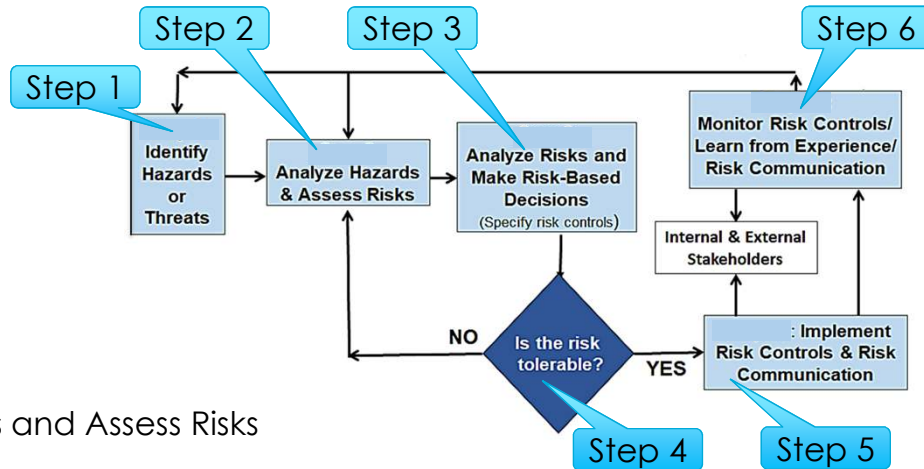 Step 2
Step 3
Step 6
Step 1
Identify
Hazards
or
Threats
Analyze Hazards
& Assess Risks
Analyze Risks and
Make Risk-Based
Decisions
(Specify risk controls)
Monitor Risk Controls/
Learn from Experience/
Risk Communication
Internal & External
Stakeholders
NO
Is the risk
tolerable?
YES
: Implement
Risk Controls & Risk
Communication
s and Assess Risks
Step 4
Step 5